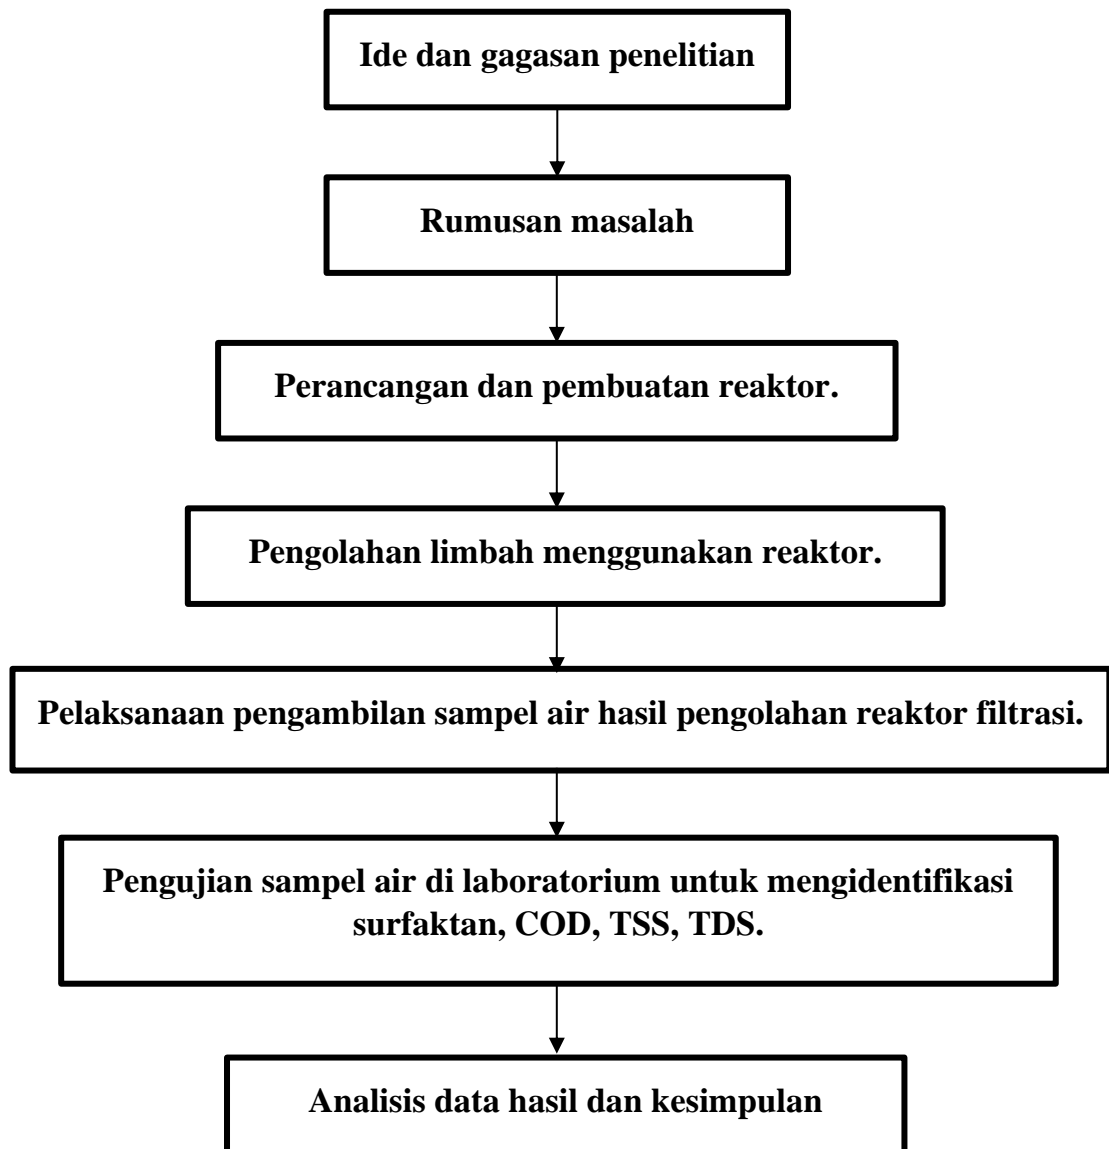 Ide dan gagasan penelitian
Rumusan masalah
Perancangan dan pembuatan reaktor.
Pengolahan limbah menggunakan reaktor.
Pelaksanaan pengambilan sampel air hasil pengolahan reaktor filtrasi.
Pengujian sampel air di laboratorium untuk mengidentifikasi
surfaktan, COD, TSS, TDS.
Analisis data hasil dan kesimpulan